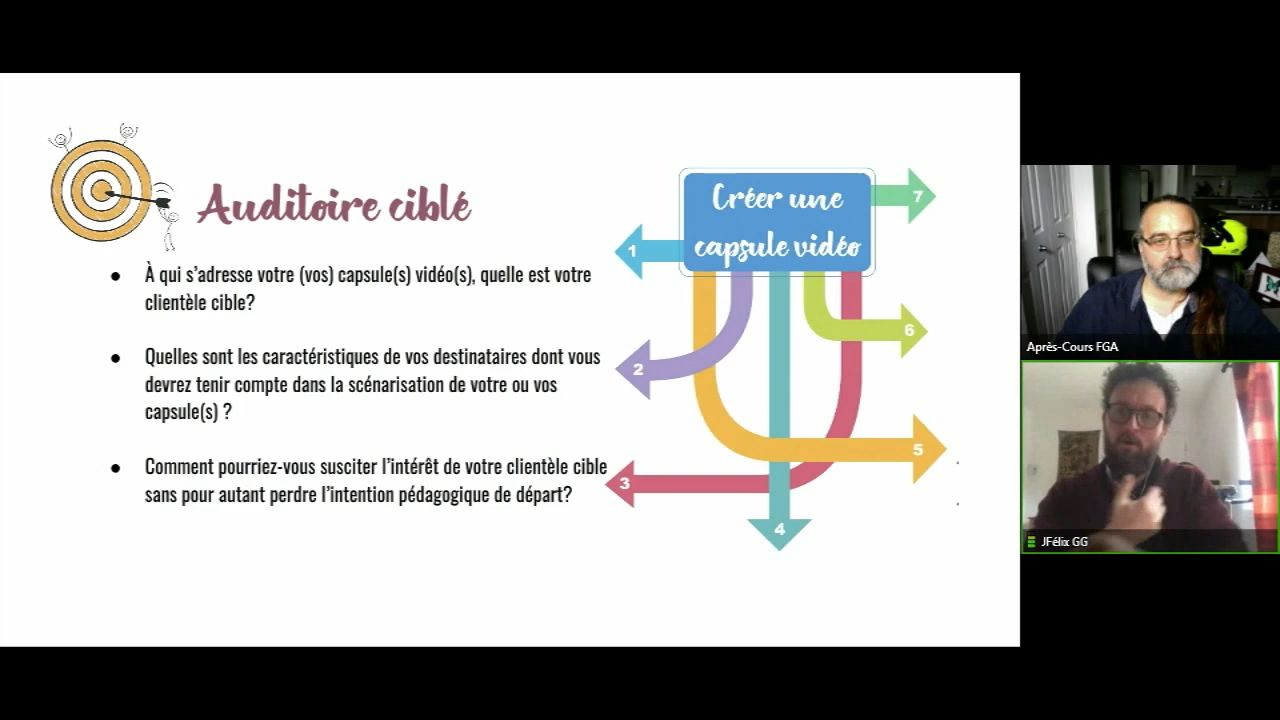 Auditoire ciblé
À qui s'adresse votre (vos) capsule(s) vidéo(s), quelle est votre
clientèle cible?
Quelles sont les caractéristiques de vos destinataires dont vous
devrez tenir compte dans la scénarisation de votre ou vos
capsule(s) ?
Comment pourriez-vous susciter l'intérêt de votre clientèle cible
sans pour autant perdre l'intention pédagogique de départ?
Créer une
capsule vidéo
1
2
3
4
5
6
7
Après-Cours FGA
JFélix GG